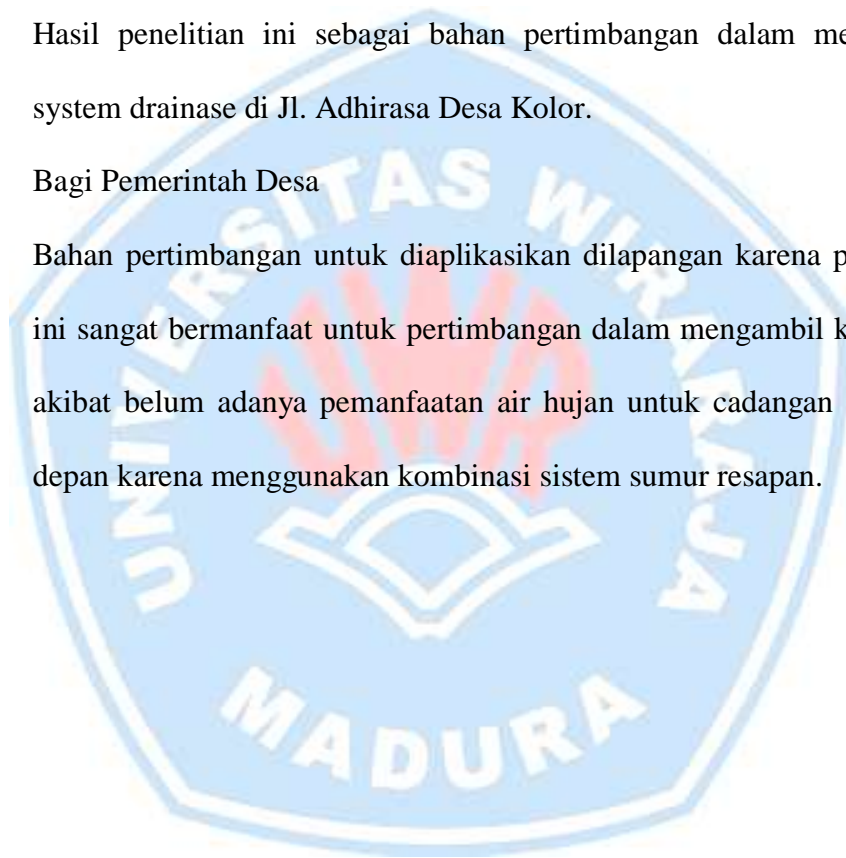 Hasil penelitian ini sebagai bahan pertimbangan dalam me
system drainase di Jl. Adhirasa Desa Kolor.
Bagi Pemerintah Desa
Bahan pertimbangan untuk diaplikasikan dilapangan karena p
ini sangat bermanfaat untuk pertimbangan dalam mengambil k
akibat belum adanya pemanfaatan air hujan untuk cadangan
depan karena menggunakan kombinasi sistem sumur resapan.
UNIVERSITAS WIRARAJA
UWR
MADURA